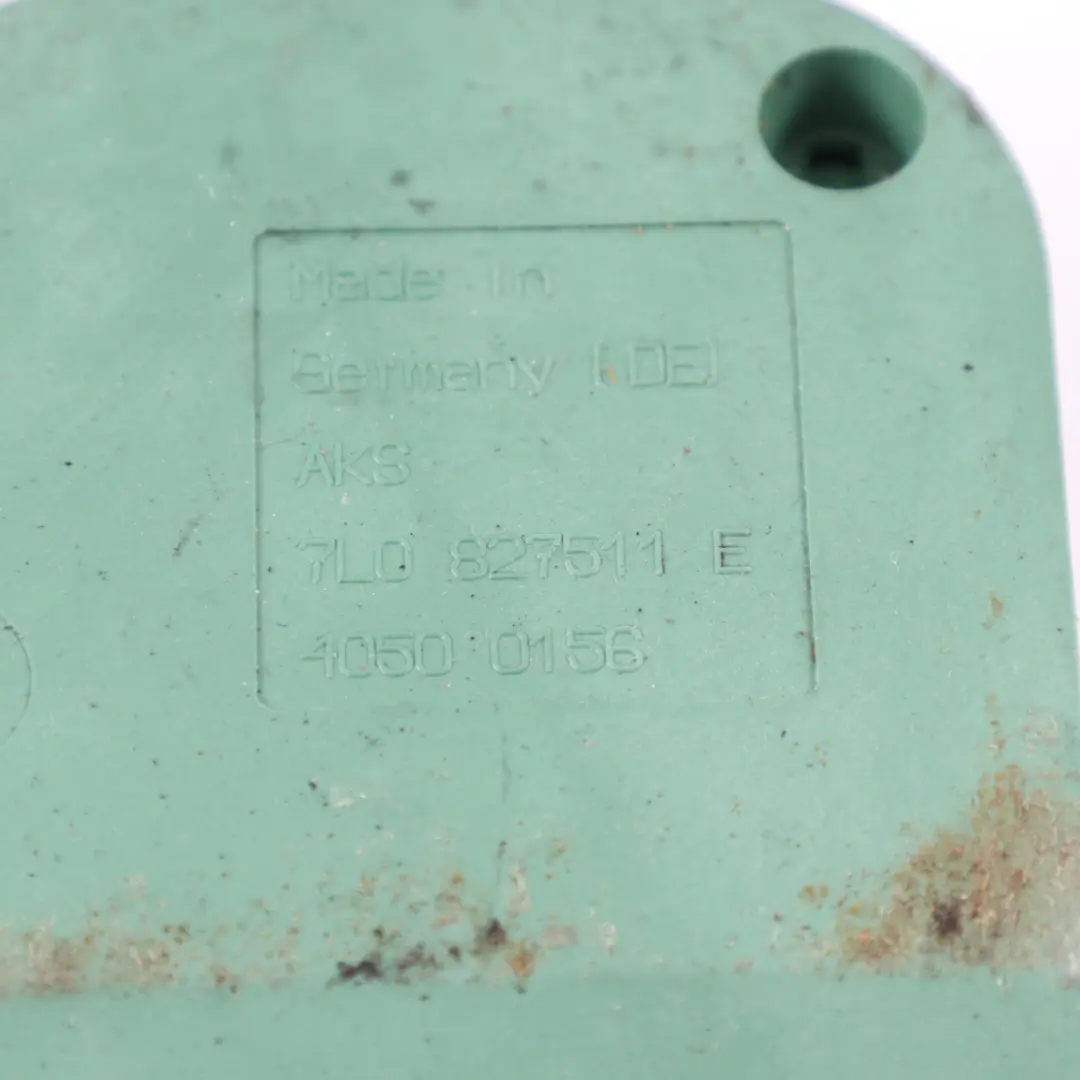 Made in
Germany (DE)
AKS
7L0 827511 E
4050 0156